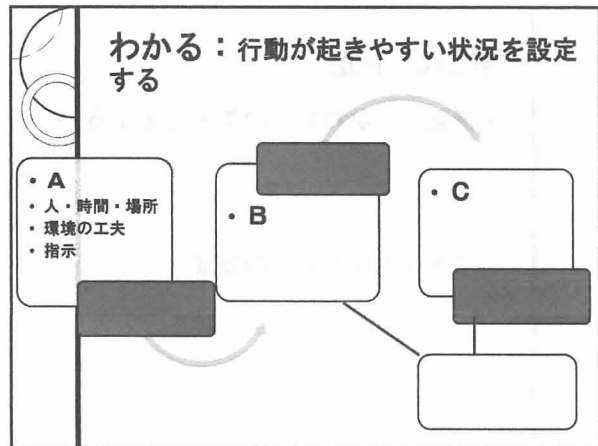 わかる：行動が起きやすい状況を設定
する
・A
・人・時間・場所
・環境の工夫
・指示
・B
・C